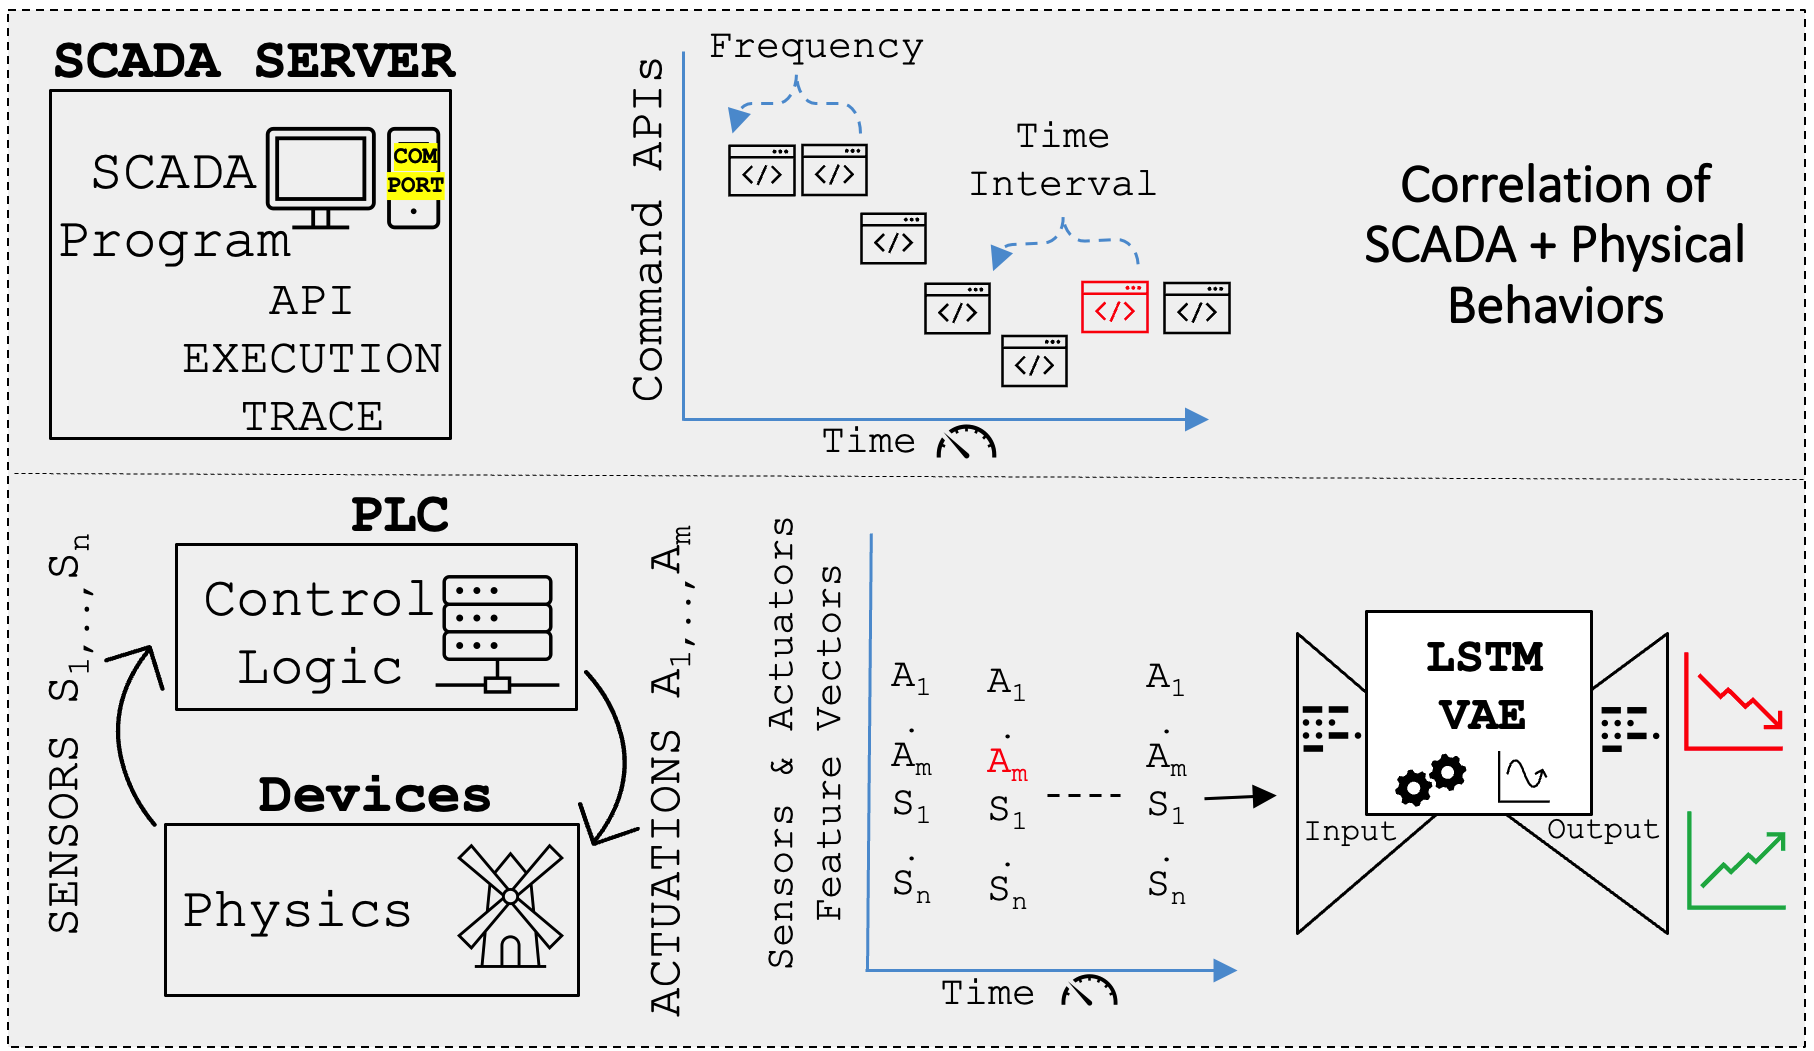 SCADA SERVER
SCADA
Program
COM
PORT
API
EXECUTION
TRACE
Command APIs
Frequency
Time
Interval
</>
</>
</>
</>
</>
</>
</>
Time
Correlation of
SCADA + Physical
Behaviors
SENSORS S1,..,Sn
PLC
Control
Logic
Devices
Physics
ACTUATIONS A1,..,Am
Sensors & Actuators
Feature Vectors
A1
.
Am
S1
.
Sn
A1
.
Am
S1
.
Sn
----
A1
.
Am
S1
.
Sn
Time
LSTM
VAE
Input
Output